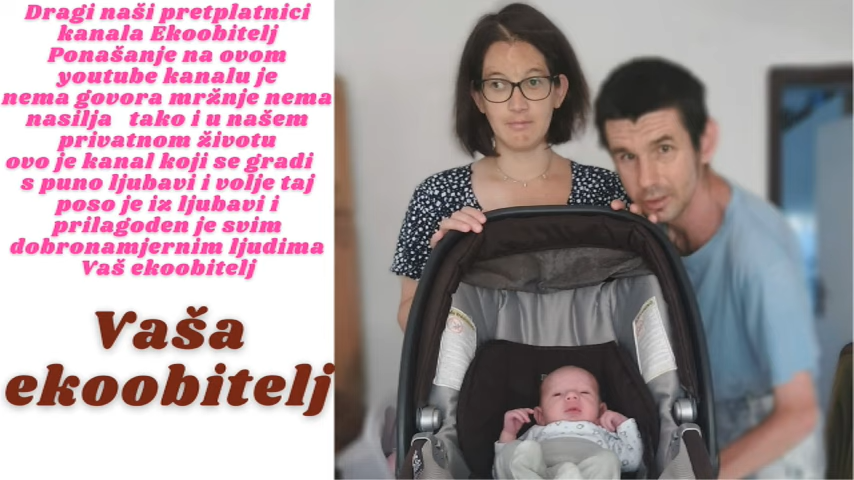 Dragi naši pretplatnici
kanala Ekoobitelj
Ponašanje na ovom
youtube kanalu je
nema govora mržnje nema
nasilja tako i u našem
privatnom životu
ovo je kanal koji se gradi
s puno ljubavi i volje taj
poso je iz ljubavi i
prilagođen je svim
dobronamjernim ljudima
Vaš ekoobitelj
Vaša
ekoobitelj